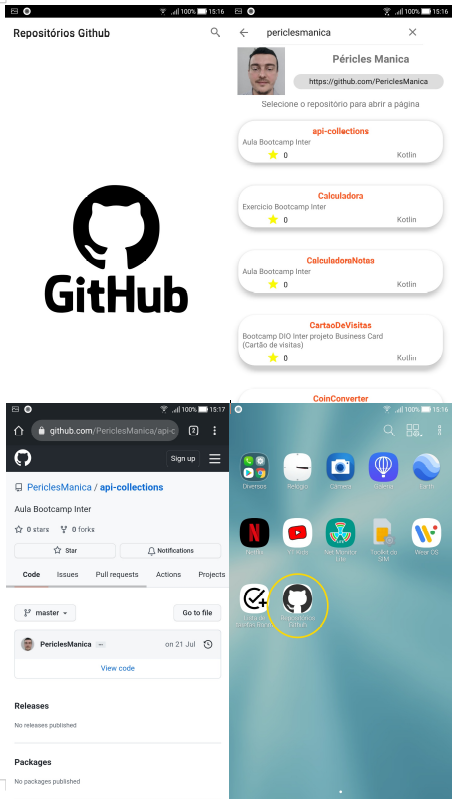 100% 15:16
Repositórios Github
GitHub
100% 15:16
periclesmanica
Péricles Manica
https://github.com/PericlesManica
Selecione o repositório para abrir a página
api-collections
Aula Bootcamp Inter
0 Kotlin
Calculadora
Exercício Bootcamp Inter
0 Kotlin
CalculadoraNotas
Aula Bootcamp Inter
0 Kotlin
CartaoDeVisitas
Bootcamp DIO Inter projeto Business Card
(Cartão de visitas)
0 Kotlin
CoinConverter
100% 15:17
github.com/PericlesManica/api-c
2
Sign up
PericlesManica / api-collections
Aula Bootcamp Inter
0 stars 0 forks
Star Notifications
Code Issues Pull requests Actions Projects
master Go to file
PericlesManica on 21 Jul
View code
Releases
No releases published
Packages
No packages published
100% 15:16
Diversos Relógio Câmera Galeria Earth
Netflix Net Monitor Toolkit do Wear OS
SIM
Lista de Repositórios
Github